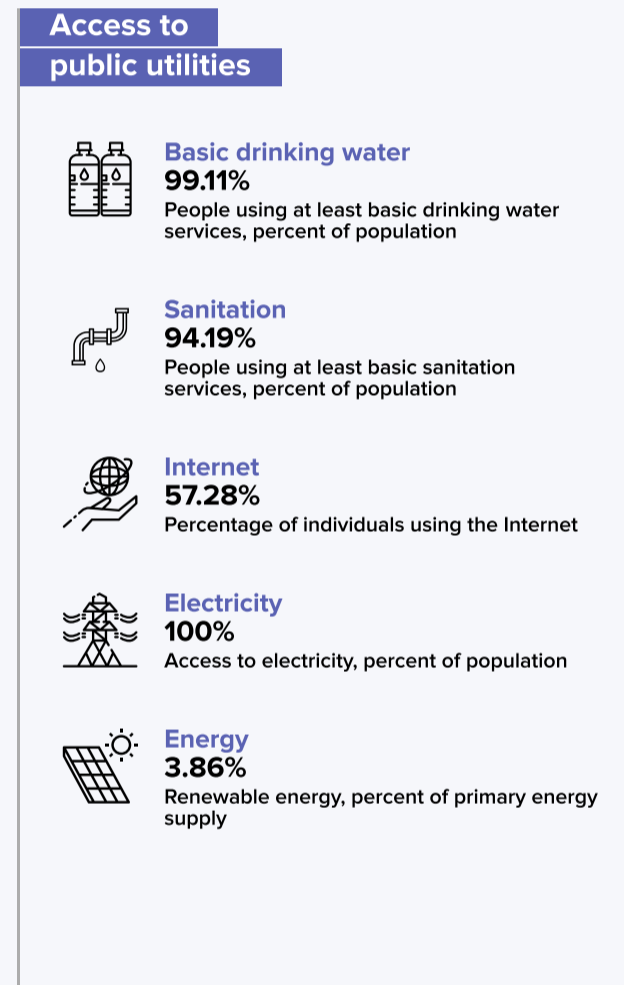 Access to
public utilities
Basic drinking water
99.11%
People using at least basic drinking water
services, percent of population
Sanitation
94.19%
People using at least basic sanitation
services, percent of population
Internet
57.28%
Percentage of individuals using the Internet
Electricity
100%
Access to electricity, percent of population
Energy
3.86%
Renewable energy, percent of primary energy
supply